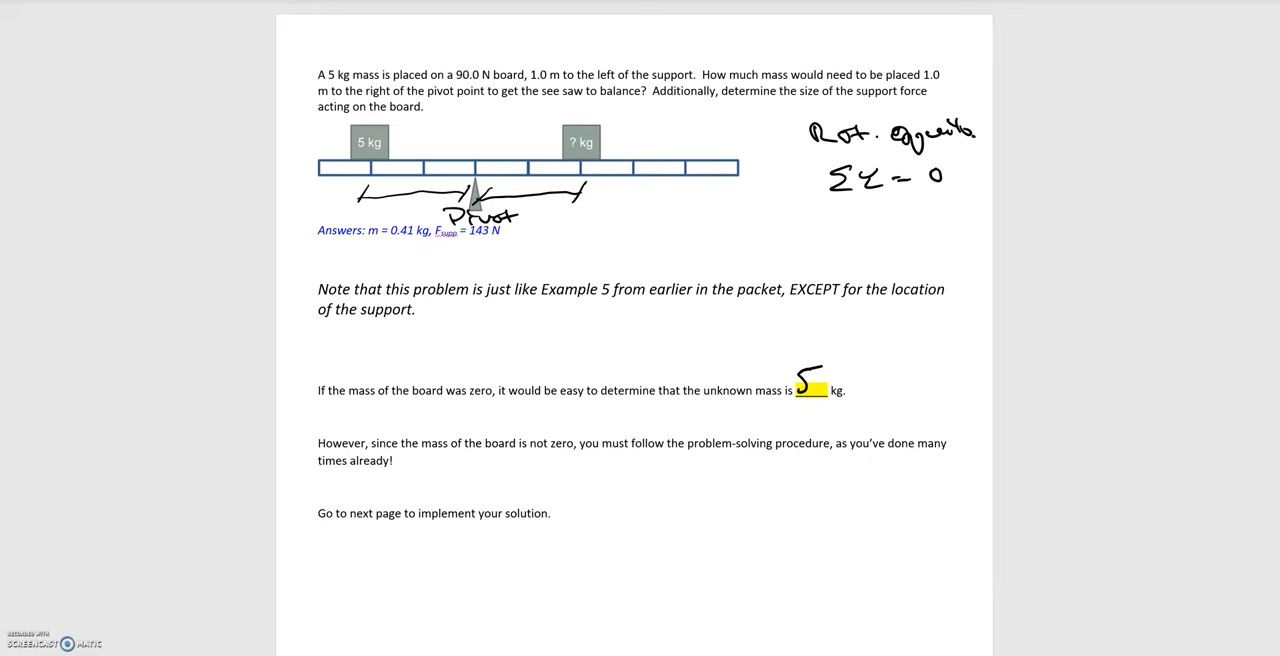 A 5 kg mass is placed on a 90.0 N board, 1.0 m to the left of the support.  How much mass would need to be placed 1.0
m to the right of the pivot point to get the see saw to balance?  Additionally, determine the size of the support force
acting on the board.
Rot. equilib.
5 kg
? kg
Στ = 0
Pivot
Answers: m = 0.41 kg, Fsupp = 143 N
Note that this problem is just like Example 5 from earlier in the packet, EXCEPT for the location
of the support.
If the mass of the board was zero, it would be easy to determine that the unknown mass is 5 kg.
However, since the mass of the board is not zero, you must follow the problem-solving procedure, as you’ve done many
times already!
Go to next page to implement your solution.
RECORDED WITH
SCREENCAST MATIC